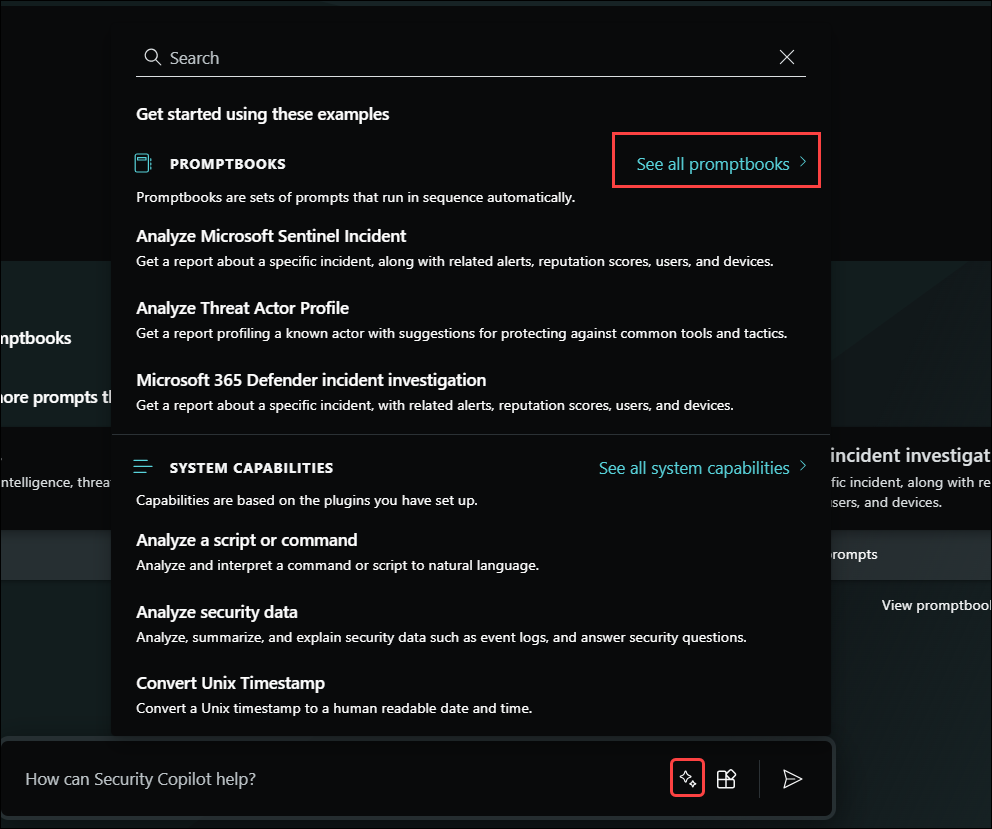 Search
Get started using these examples
PROMPTBOOKS
See all promptbooks
Promptbooks are sets of prompts that run in sequence automatically.
Analyze Microsoft Sentinel Incident
Get a report about a specific incident, along with related alerts, reputation scores, users, and devices.
Analyze Threat Actor Profile
Get a report profiling a known actor with suggestions for protecting against common tools and tactics.
Microsoft 365 Defender incident investigation
Get a report about a specific incident, with related alerts, reputation scores, users, and devices.
SYSTEM CAPABILITIES
See all system capabilities
Capabilities are based on the plugins you have set up.
Analyze a script or command
Analyze and interpret a command or script to natural language.
Analyze security data
Analyze, summarize, and explain security data such as event logs, and answer security questions.
Convert Unix Timestamp
Convert a Unix timestamp to a human readable date and time.
How can Security Copilot help?
mptbooks
ore prompts t
ntelligence, threa
incident investigat
fic incident, along with re
sers, and devices.
rompts
View promptbool